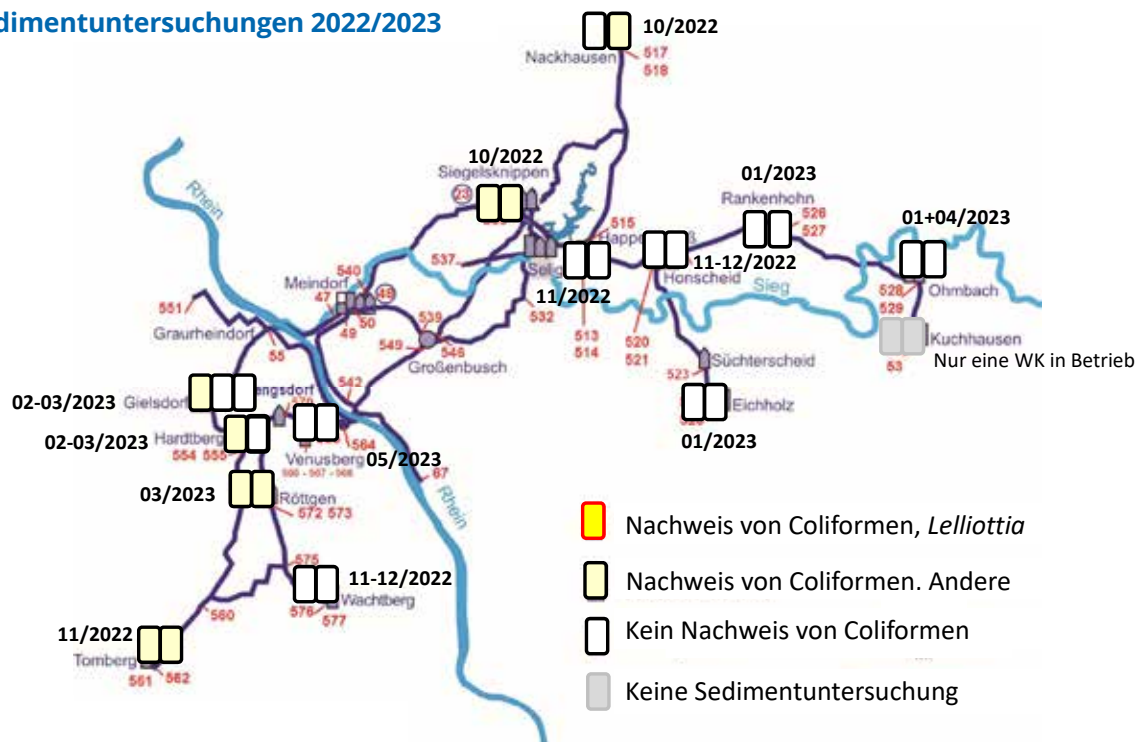 dimentuntersuchungen 2022/2023
10/2022
Nackhausen
517
518
10/2022
Siegelsknippen
23
Rhein
01/2023
Rankenhohn
526
527
01+04/2023
515
537
11-12/2022
Honscheid
Sieg
528
529
Ohmbach
540
Meindorf
47
48
49
50
11/2022
532
513
514
520
521
551
Graurheindorf
55
539
549
546
Großenbusch
Kuchhausen
53
Nur eine WK in Betrieb
523
Süchterscheid
Eichholz
01/2023
542
02-03/2023
Gielsdorf
engsdorf
02-03/2023
Hardtberg
554
Venusberg
564
05/2023
67
Rhein
03/2023
Röttgen
572 573
575
11-12/2022
576
577
Wachtberg
560
11/2022
Tomberg
561
562
Nachweis von Coliformen, Lelliottia
Nachweis von Coliformen. Andere
Kein Nachweis von Coliformen
Keine Sedimentuntersuchung